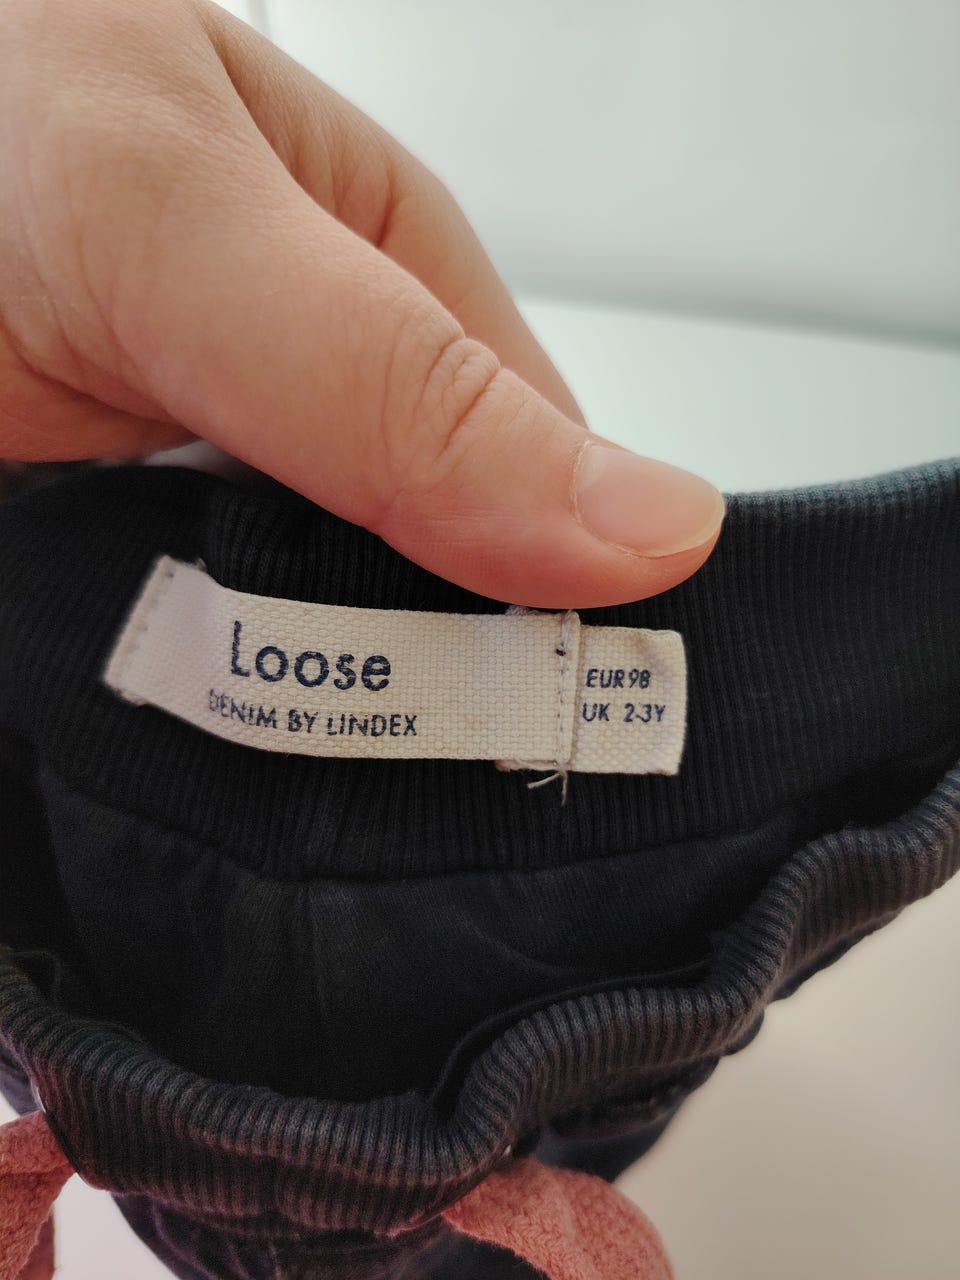 Loose
DENIM BY LINDEX
EUR 98
UK 2-3Y